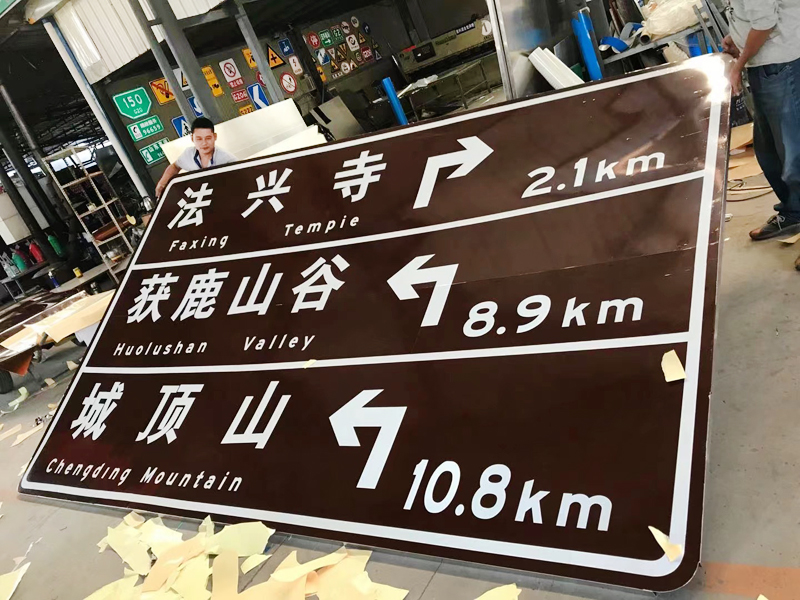 法兴寺 2.1km
Faxing Tempie
获鹿山谷 8.9km
Huolushan Valley
城顶山 10.8km
Chengding Mountain
150